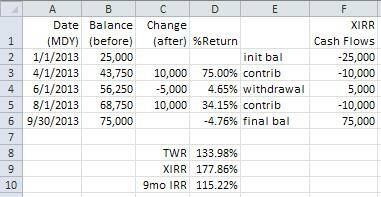 A B C D E F
Date Balance Change XIRR
1 (MDY) (before) (after) %Return Cash Flows
2 1/1/2013 25,000 init bal -25,000
3 4/1/2013 43,750 10,000 75.00% contrib -10,000
4 6/1/2013 56,250 -5,000 4.65% withdrawal 5,000
5 8/1/2013 68,750 10,000 34.15% contrib -10,000
6 9/30/2013 75,000 -4.76% final bal 75,000
7
8 TWR 133.98%
9 XIRR 177.86%
10 9mo IRR 115.22%